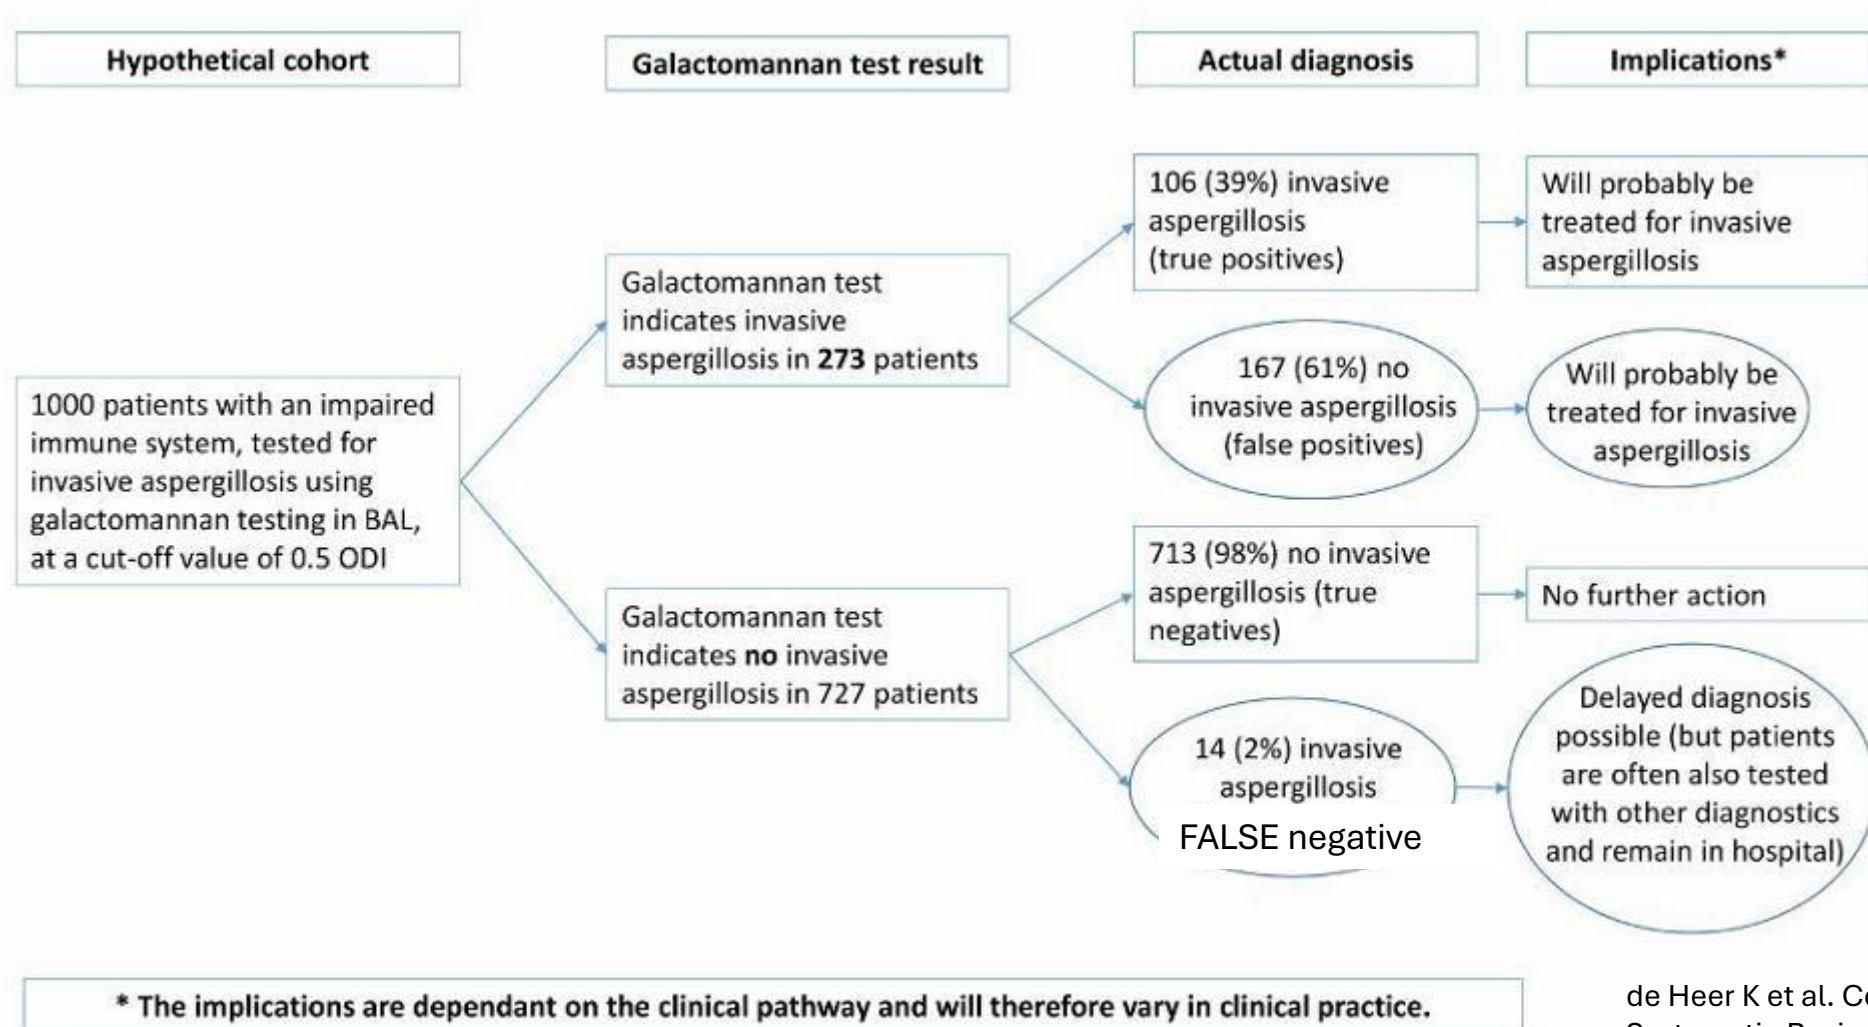 Hypothetical cohort
Galactomannan test result
Actual diagnosis
Implications*
1000 patients with an impaired
immune system, tested for
invasive aspergillosis using
galactomannan testing in BAL,
at a cut-off value of 0.5 ODI
Galactomannan test
indicates invasive
aspergillosis in 273 patients
106 (39%) invasive
aspergillosis
(true positives)
Will probably be
treated for invasive
aspergillosis
167 (61%) no
invasive aspergillosis
(false positives)
Will probably be
treated for invasive
aspergillosis
Galactomannan test
indicates no invasive
aspergillosis in 727 patients
713 (98%) no invasive
aspergillosis (true
negatives)
No further action
14 (2%) invasive
aspergillosis
FALSE negative
Delayed diagnosis
possible (but patients
are often also tested
with other diagnostics
and remain in hospital)
* The implications are dependant on the clinical pathway and will therefore vary in clinical practice.
de Heer K et al.